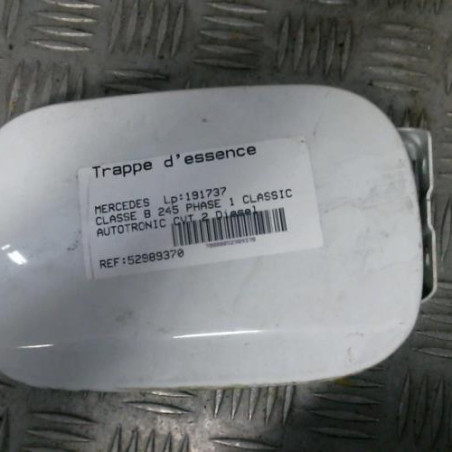 Trappe d'essence
MERCEDES Lp:191737
CLASSE B 245 PHASE 1 CLASSIC
AUTOTRONIC CVT 2 Diesel
REF:52989370